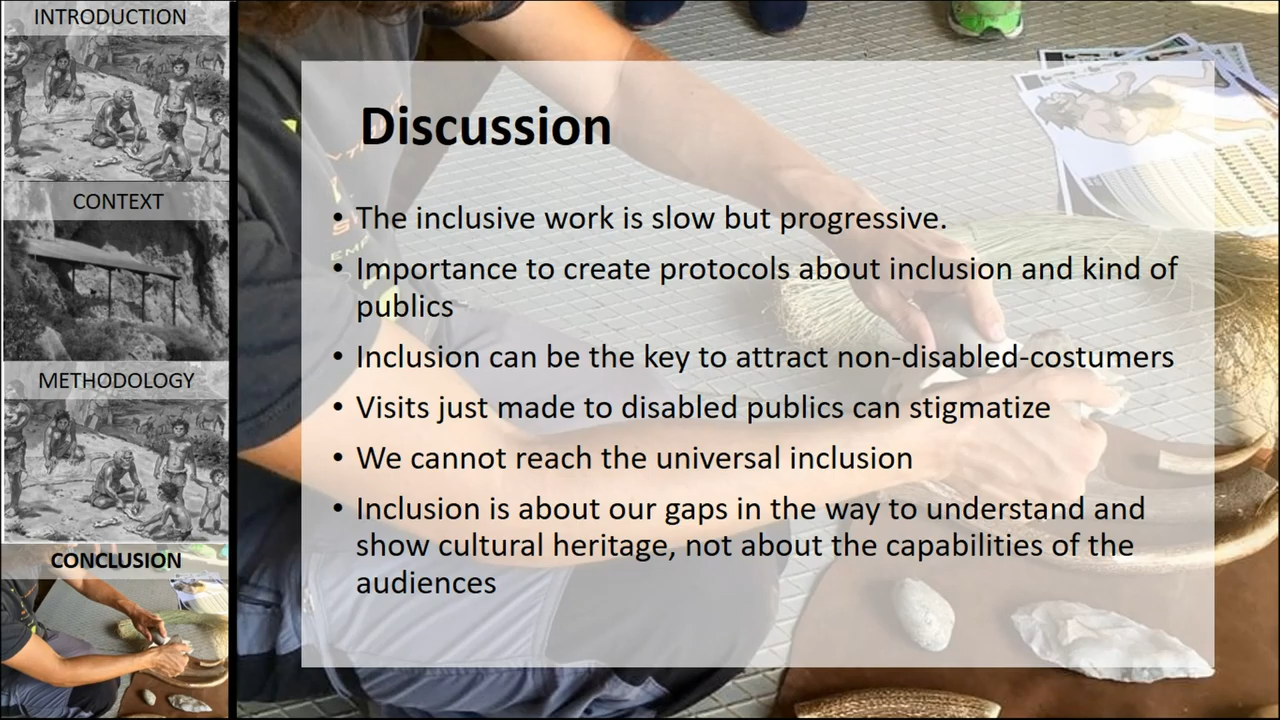 INTRODUCTION
CONTEXT
METHODOLOGY
CONCLUSION
Discussion
• The inclusive work is slow but progressive.
• Importance to create protocols about inclusion and kind of
publics
• Inclusion can be the key to attract non-disabled-costumers
• Visits just made to disabled publics can stigmatize
• We cannot reach the universal inclusion
• Inclusion is about our gaps in the way to understand and
show cultural heritage, not about the capabilities of the
audiences